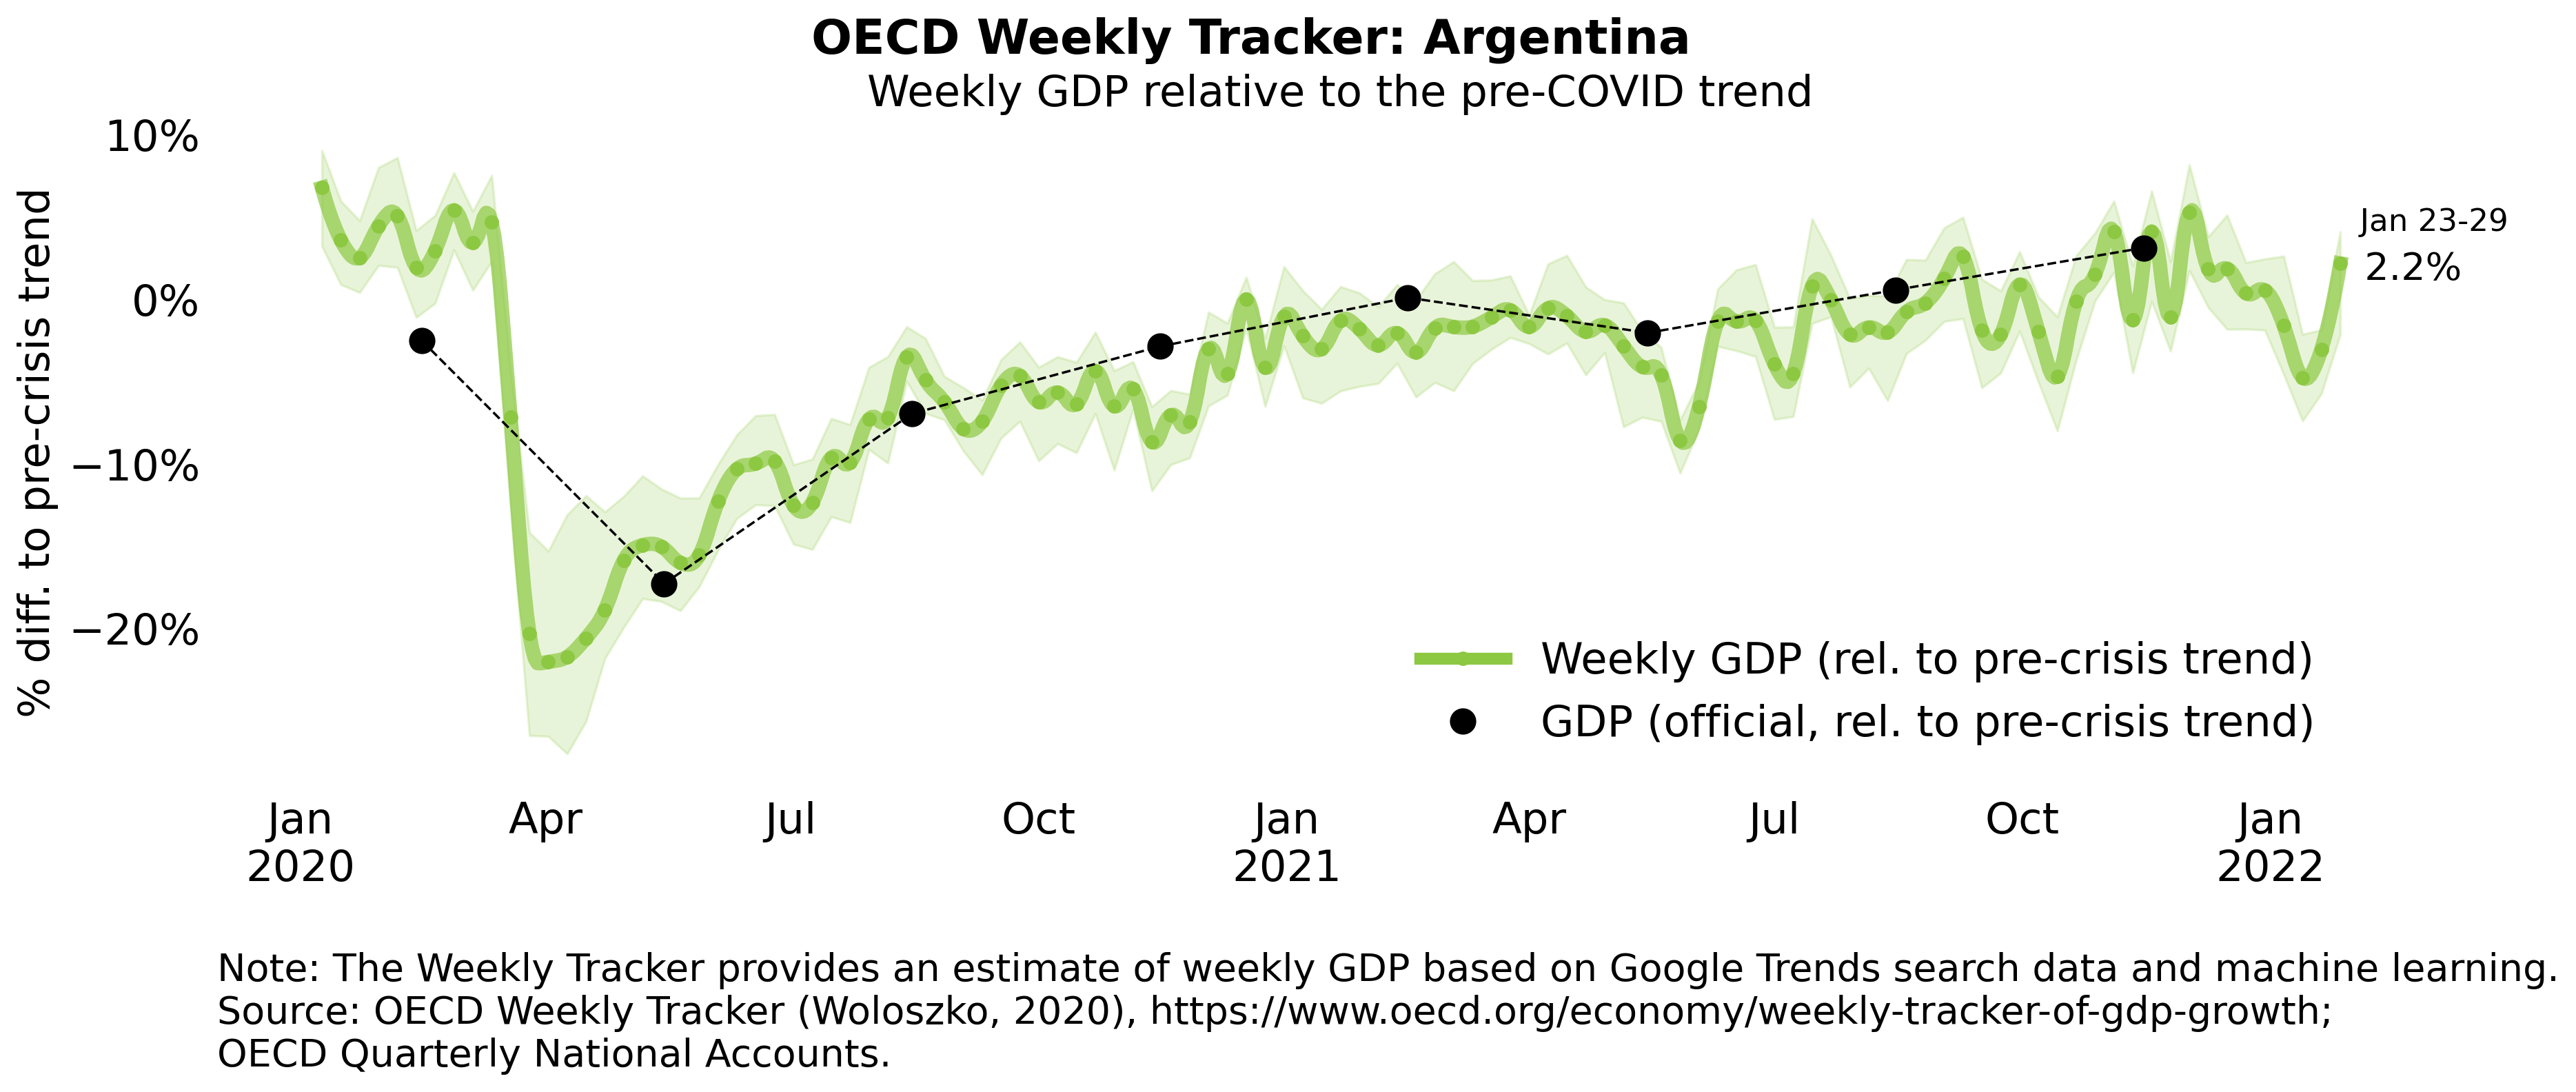 OECD Weekly Tracker: Argentina
Weekly GDP relative to the pre-COVID trend
% diff. to pre-crisis trend
10%
0%
−10%
−20%
Jan 23-29
2.2%
Weekly GDP (rel. to pre-crisis trend)
GDP (official, rel. to pre-crisis trend)
Jan Apr Jul Oct Jan Apr Jul Oct Jan
2020 2021 2022
Note: The Weekly Tracker provides an estimate of weekly GDP based on Google Trends search data and machine learning.
Source: OECD Weekly Tracker (Woloszko, 2020), https://www.oecd.org/economy/weekly-tracker-of-gdp-growth;
OECD Quarterly National Accounts.